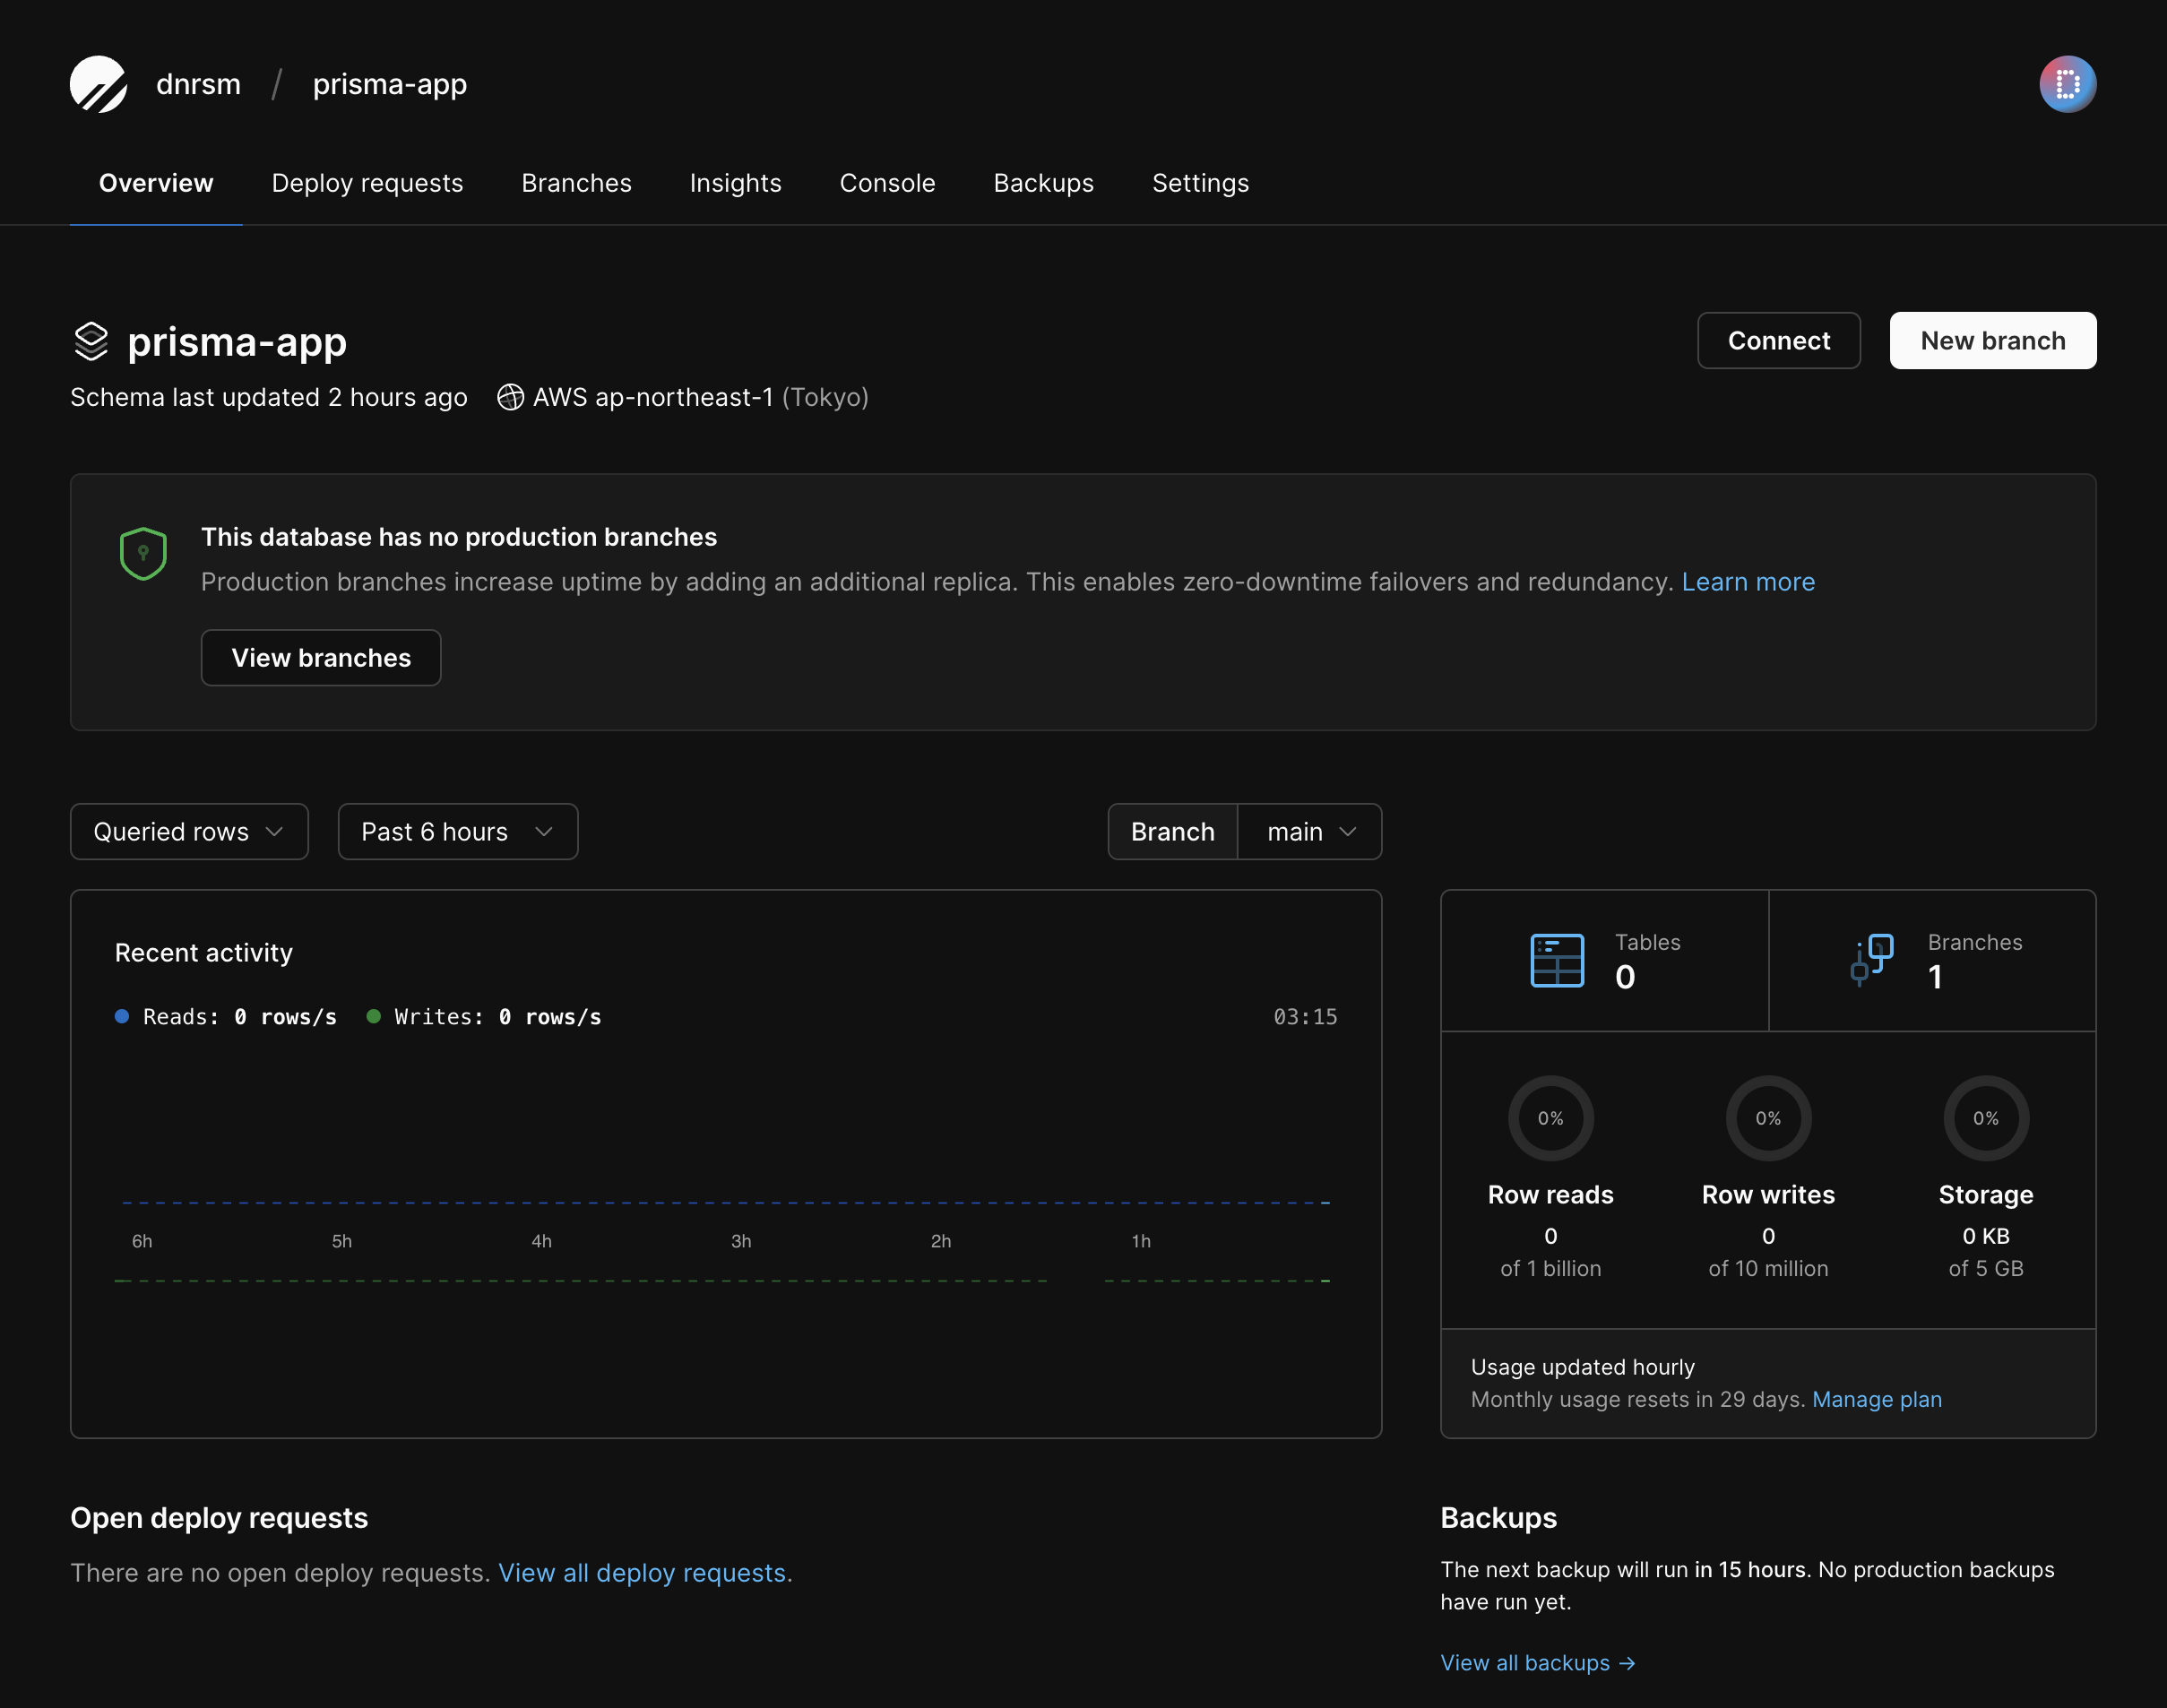 dnrsm / prisma-app
D
Overview Deploy requests Branches Insights Console Backups Settings
prisma-app
Connect New branch
Schema last updated 2 hours ago AWS ap-northeast-1 (Tokyo)
This database has no production branches
Production branches increase uptime by adding an additional replica. This enables zero-downtime failovers and redundancy. Learn more
View branches
Queried rows Past 6 hours Branch main
Recent activity
Reads: 0 rows/s Writes: 0 rows/s 03:15
6h 5h 4h 3h 2h 1h
Tables
0
Branches
1
0% 0% 0%
Row reads Row writes Storage
0 0 0 KB
of 1 billion of 10 million of 5 GB
Usage updated hourly
Monthly usage resets in 29 days. Manage plan
Open deploy requests
There are no open deploy requests. View all deploy requests.
Backups
The next backup will run in 15 hours. No production backups
have run yet.
View all backups →